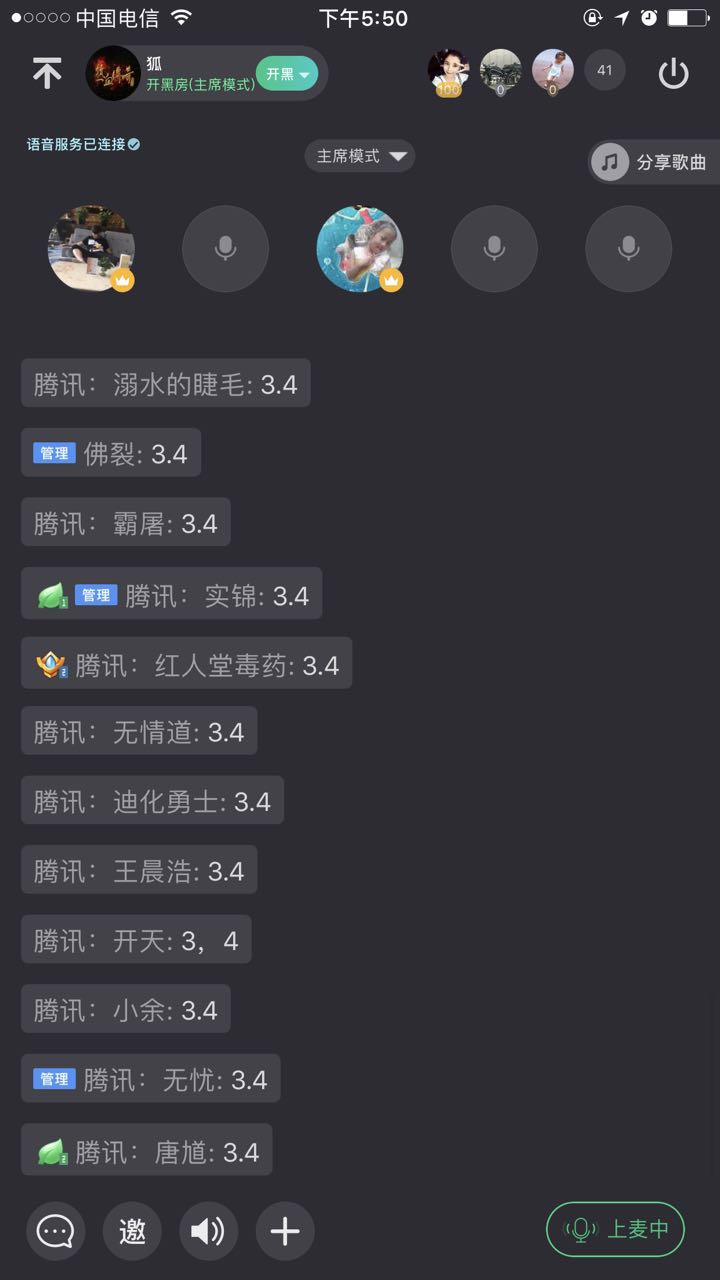 中国电信
下午5:50
狐
开黑房(主席模式)
开黑
100
0
0
41
语音服务已连接
主席模式
分享歌曲
腾讯：溺水的睫毛: 3.4
管理 佛裂: 3.4
腾讯：霸屠: 3.4
1 管理 腾讯：实锦: 3.4
2 腾讯：红人堂毒药: 3.4
腾讯：无情道: 3.4
腾讯：迪化勇士: 3.4
腾讯：王晨浩: 3.4
腾讯：开天: 3，4
腾讯：小余: 3.4
管理 腾讯：无忧: 3.4
2 腾讯：唐馗: 3.4
邀
上麦中